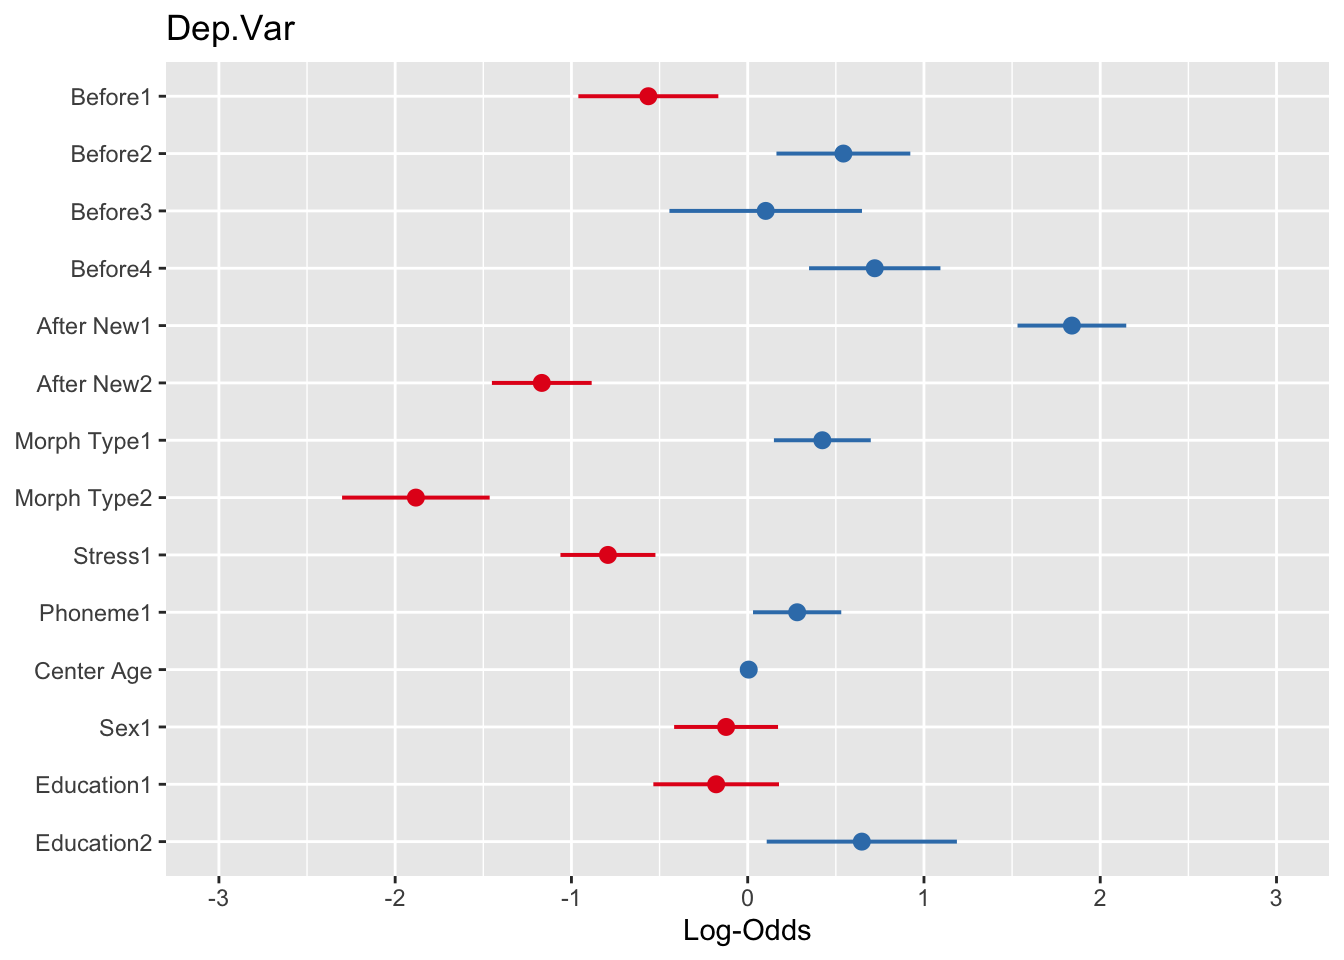 Dep.Var
Before1
Before2
Before3
Before4
After New1
After New2
Morph Type1
Morph Type2
Stress1
Phoneme1
Center Age
Sex1
Education1
Education2
-3 -2 -1 0 1 2 3
Log-Odds